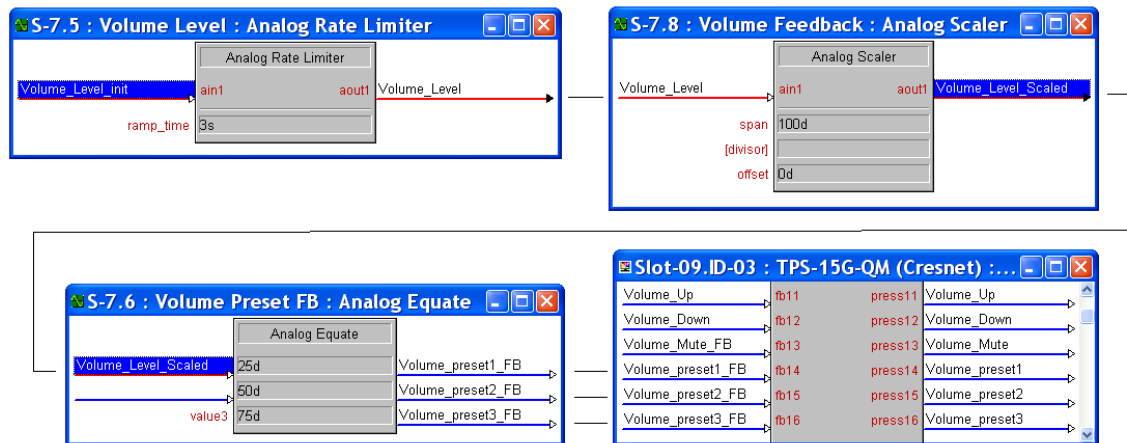 S-7.5 : Volume Level : Analog Rate Limiter
Analog Rate Limiter
Volume_Level_init ain1 aout1 Volume_Level
ramp_time 3s
S-7.8 : Volume Feedback : Analog Scaler
Analog Scaler
Volume_Level ain1 aout1 Volume_Level_Scaled
span 100d
[divisor]
offset 0d
S-7.6 : Volume Preset FB : Analog Equate
Analog Equate
Volume_Level_Scaled 25d Volume_preset1_FB
50d Volume_preset2_FB
value3 75d Volume_preset3_FB
Slot-09.ID-03 : TPS-15G-QM (Cresnet) :...
Volume_Up fb11 press11 Volume_Up
Volume_Down fb12 press12 Volume_Down
Volume_Mute_FB fb13 press13 Volume_Mute
Volume_preset1_FB fb14 press14 Volume_preset1
Volume_preset2_FB fb15 press15 Volume_preset2
Volume_preset3_FB fb16 press16 Volume_preset3